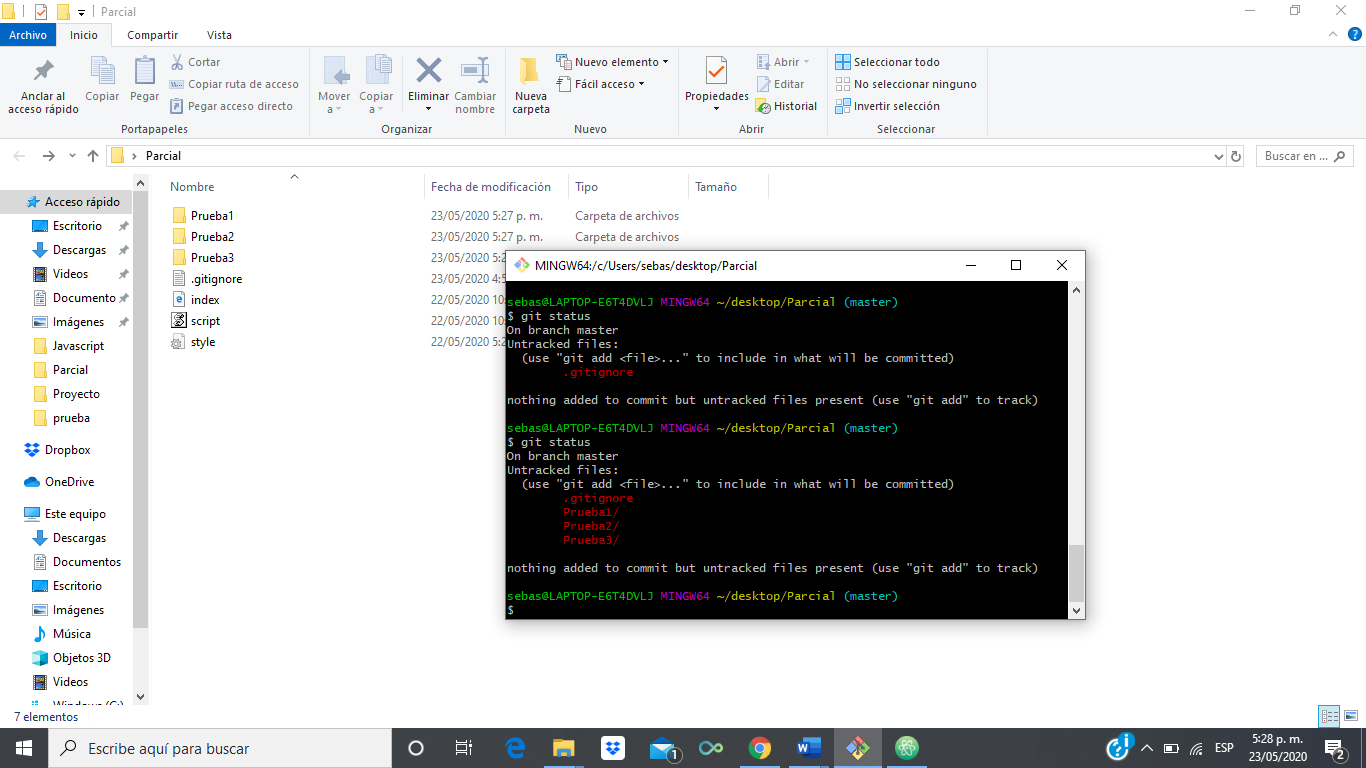 Parcial
Archivo Inicio Compartir Vista
Anclar al acceso rápido
Copiar
Pegar
Cortar
Copiar ruta de acceso
Pegar acceso directo
Portapapeles
Mover a
Copiar a
Eliminar
Cambiar nombre
Organizar
Nueva carpeta
Nuevo elemento
Fácil acceso
Nuevo
Propiedades
Abrir
Editar
Historial
Abrir
Seleccionar todo
No seleccionar ninguno
Invertir selección
Seleccionar
Parcial
Buscar en ...
Acceso rápido
Escritorio
Descargas
Videos
Documento
Imágenes
Javascript
Parcial
Proyecto
prueba
Dropbox
OneDrive
Este equipo
Descargas
Documentos
Escritorio
Imágenes
Música
Objetos 3D
Videos
Windows (C:)
Nombre Fecha de modificación Tipo Tamaño
Prueba1 23/05/2020 5:27 p. m. Carpeta de archivos
Prueba2 23/05/2020 5:27 p. m. Carpeta de archivos
Prueba3 23/05/2020 5:2
.gitignore 23/05/2020 4:5
index 22/05/2020 10
script 22/05/2020 10
style 22/05/2020 5:2
MINGW64:/c/Users/sebas/desktop/Parcial
sebas@LAPTOP-E6T4DVLJ MINGW64 ~/desktop/Parcial (master)
$ git status
On branch master
Untracked files:
(use "git add <file>..." to include in what will be committed)
.gitignore
nothing added to commit but untracked files present (use "git add" to track)
sebas@LAPTOP-E6T4DVLJ MINGW64 ~/desktop/Parcial (master)
$ git status
On branch master
Untracked files:
(use "git add <file>..." to include in what will be committed)
.gitignore
Prueba1/
Prueba2/
Prueba3/
nothing added to commit but untracked files present (use "git add" to track)
sebas@LAPTOP-E6T4DVLJ MINGW64 ~/desktop/Parcial (master)
$
7 elementos
Escribe aquí para buscar
1
ESP
5:28 p. m.
23/05/2020
2